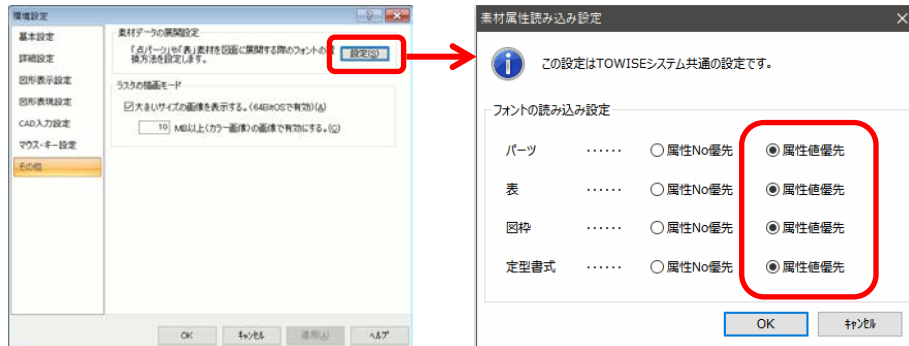 環境設定
基本設定
詳細設定
図形表示設定
図形表現設定
CAD入力設定
マウス・キー設定
その他
素材データの展開設定
「点パーツ」や「表」素材を図面に展開する際のフォントの
換方法を設定します。
設定(S)
ラスタの描画モード
大きいサイズの画像を表示する。(64BitOSで有効)(A)
10 MB以上(カラー画像)の画像で有効にする。(C)
OK キャンセル 適用(A) ヘルプ
素材属性読み込み設定
この設定はTOWISEシステム共通の設定です。
フォントの読み込み設定
パーツ ・・・・・・ 属性No優先 属性値優先
表 ・・・・・・ 属性No優先 属性値優先
図枠 ・・・・・・ 属性No優先 属性値優先
定型書式 ・・・・・・ 属性No優先 属性値優先
OK キャンセル